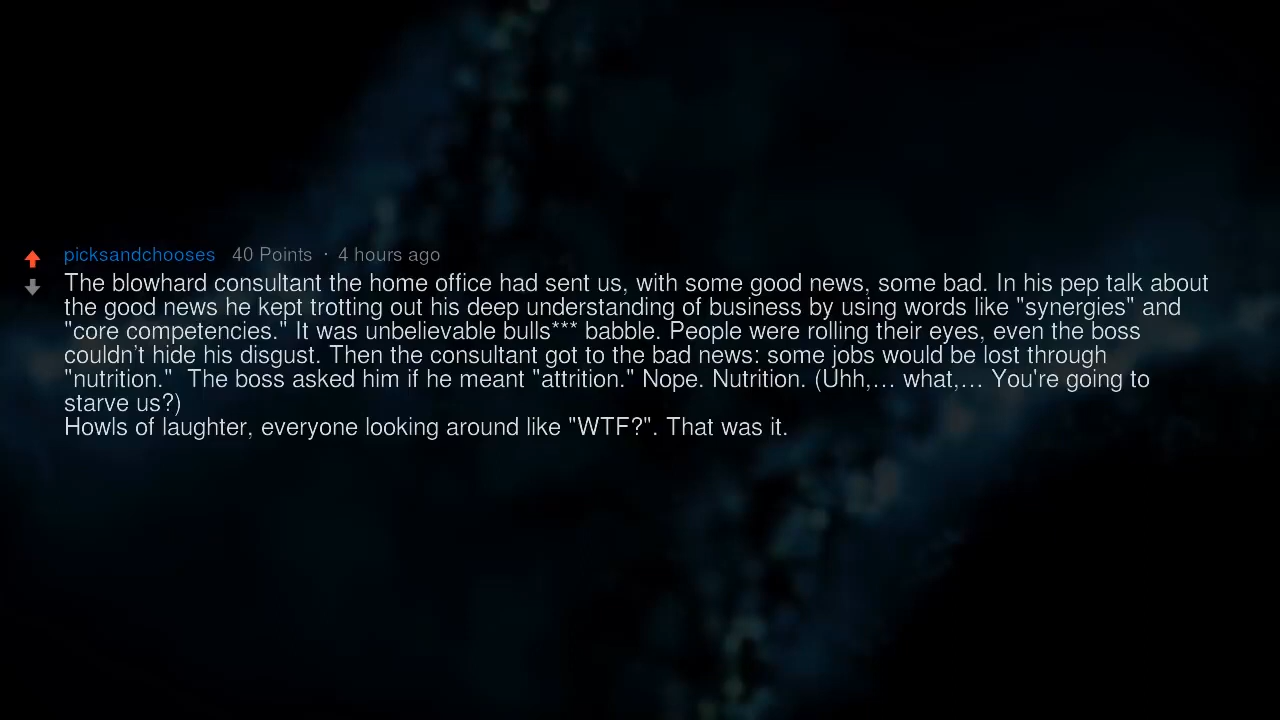 picksandchooses 40 Points · 4 hours ago
The blowhard consultant the home office had sent us, with some good news, some bad. In his pep talk about
the good news he kept trotting out his deep understanding of business by using words like "synergies" and
"core competencies." It was unbelievable bulls*** babble. People were rolling their eyes, even the boss
couldn't hide his disgust. Then the consultant got to the bad news: some jobs would be lost through
"nutrition."  The boss asked him if he meant "attrition." Nope. Nutrition. (Uhh,... what,... You're going to
starve us?)
Howls of laughter, everyone looking around like "WTF?". That was it.